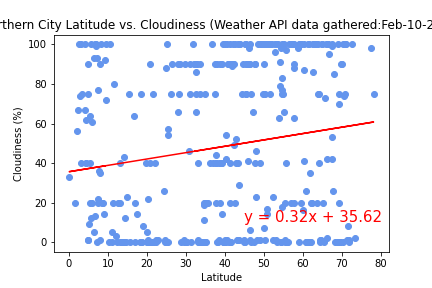 rthern City Latitude vs. Cloudiness (Weather API data gathered:Feb-10-2
100
80
60
40
20
0
Cloudiness (%)
y = 0.32x + 35.62
0 10 20 30 40 50 60 70 80
Latitude